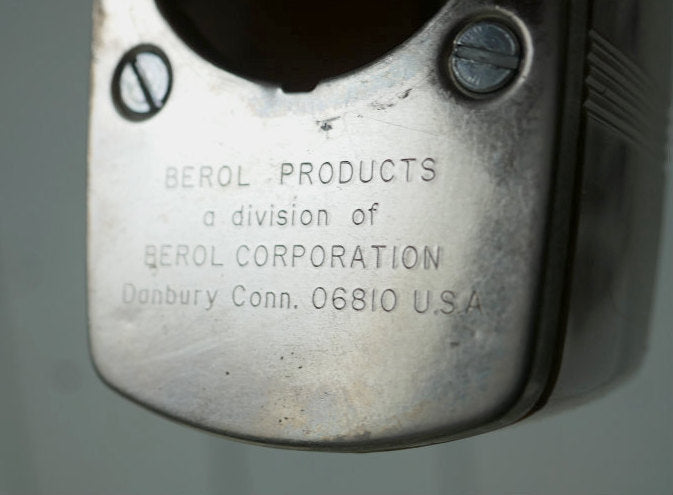 BEROL PRODUCTS
a division of
BEROL CORPORATION
Danbury Conn. 06810 U.S.A